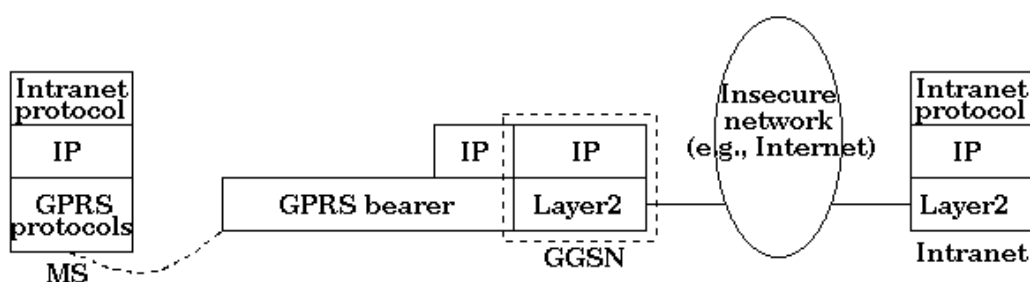 Intranet
protocol
IP
GPRS
protocols
MS
GPRS bearer
IP
IP
Layer2
GGSN
Insecure
network
(e.g., Internet)
Intranet
protocol
IP
Layer2
Intranet